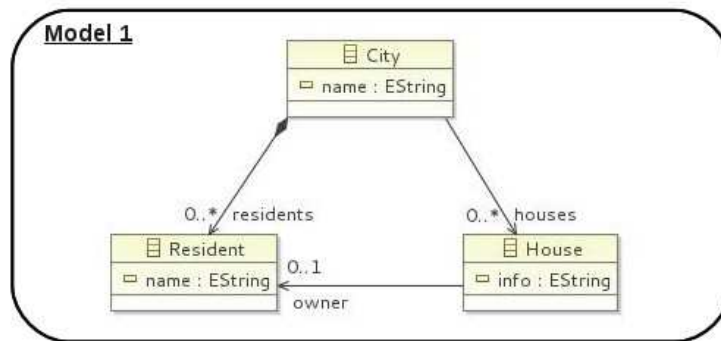 Model 1
City
name : EString
0..* residents
0..* houses
Resident
name : EString
0..1
owner
House
info : EString